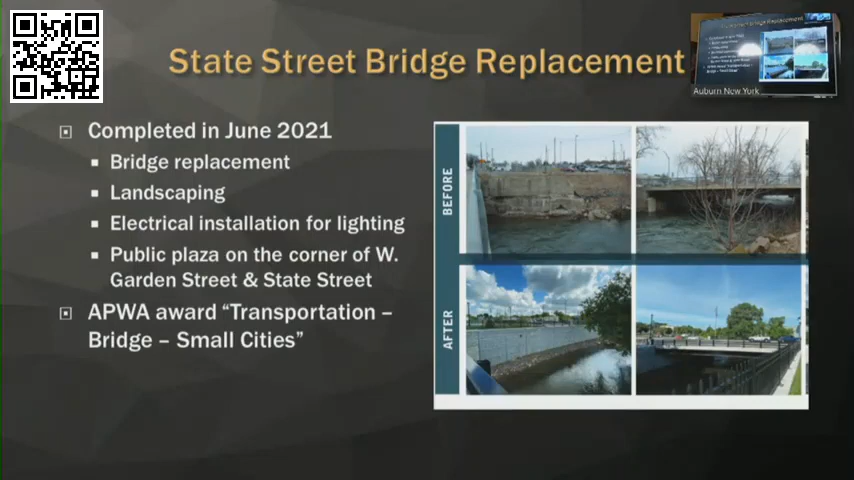 State Street Bridge Replacement
Auburn New York
Completed in June 2021
Bridge replacement
Landscaping
Electrical installation for lighting
Public plaza on the corner of W.
Garden Street & State Street
APWA award “Transportation –
Bridge – Small Cities”
BEFORE
AFTER